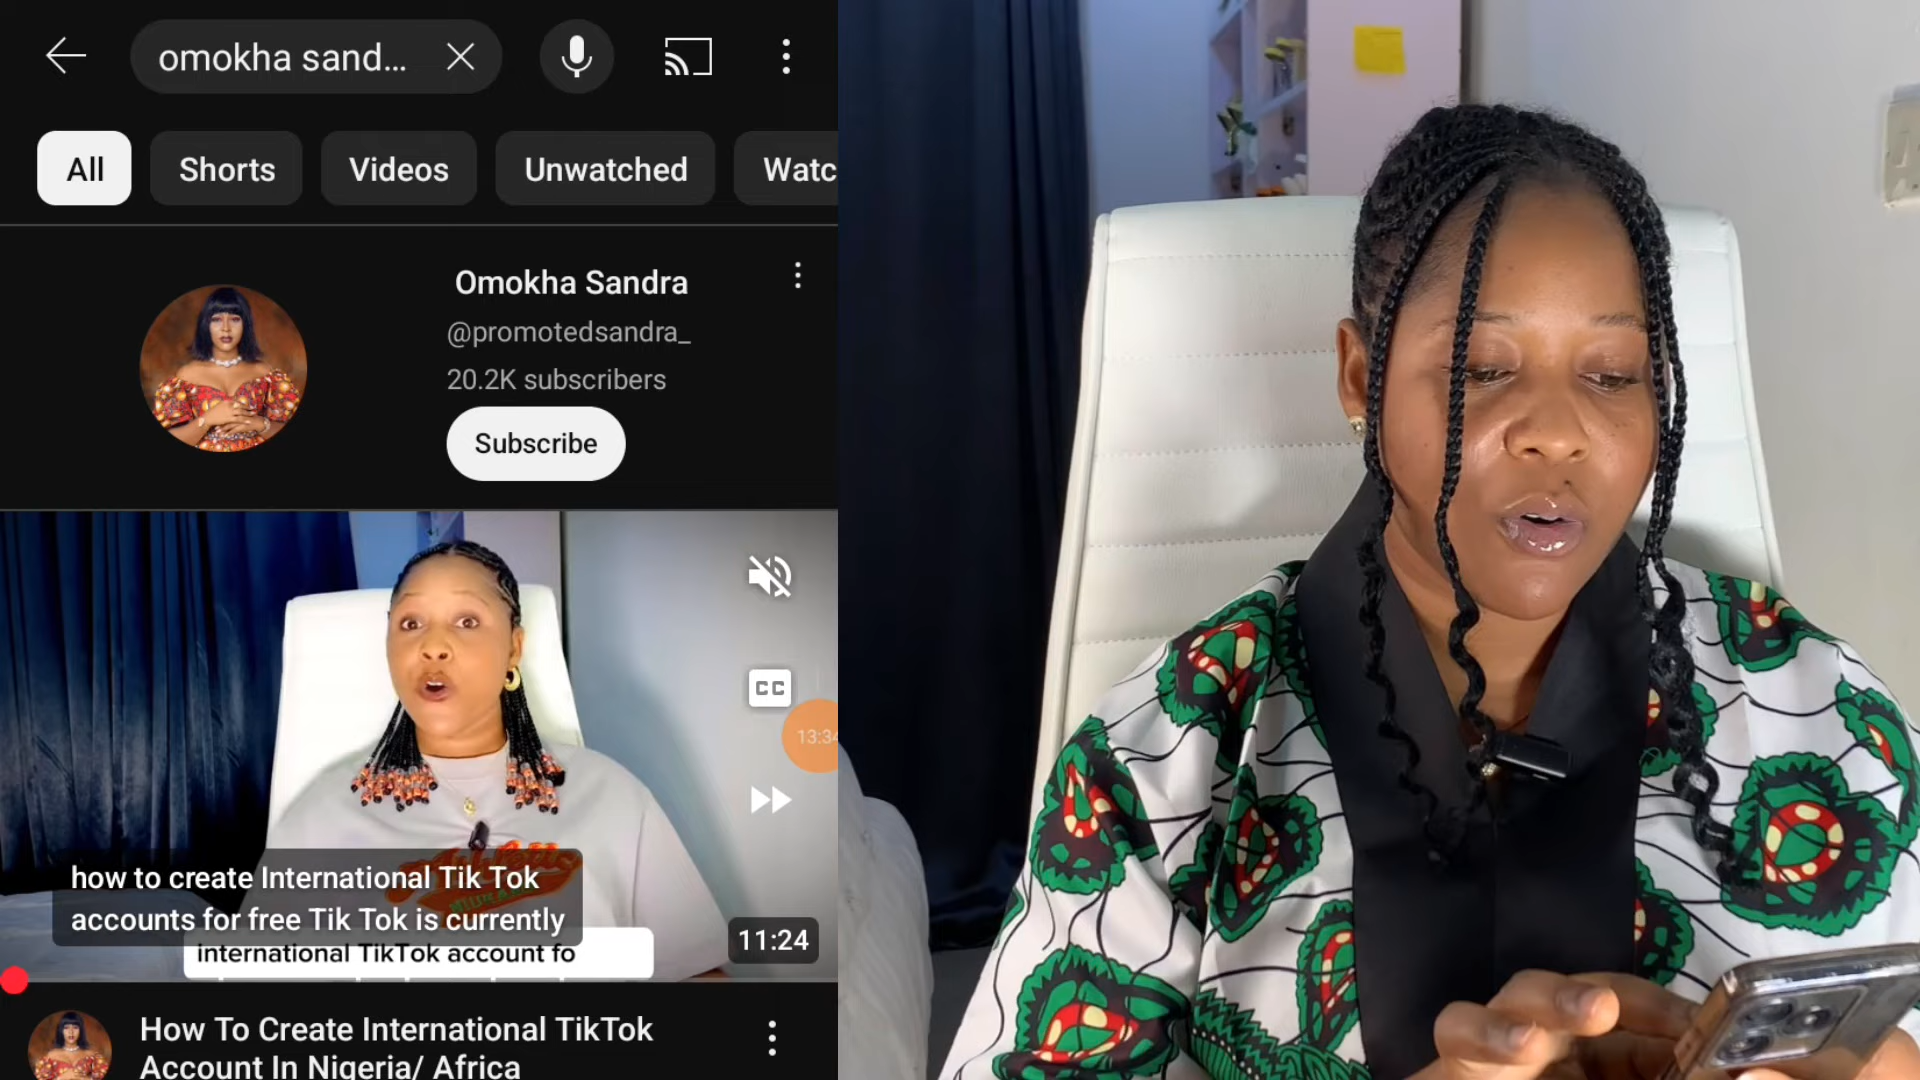 omokha sand...
All
Shorts
Videos
Unwatched
Watc
Omokha Sandra
@promotedsandra_
20.2K subscribers
Subscribe
CC
13:34
how to create International Tik Tok
accounts for free Tik Tok is currently
international TikTok account fo
11:24
How To Create International TikTok
Account In Nigeria/ Africa